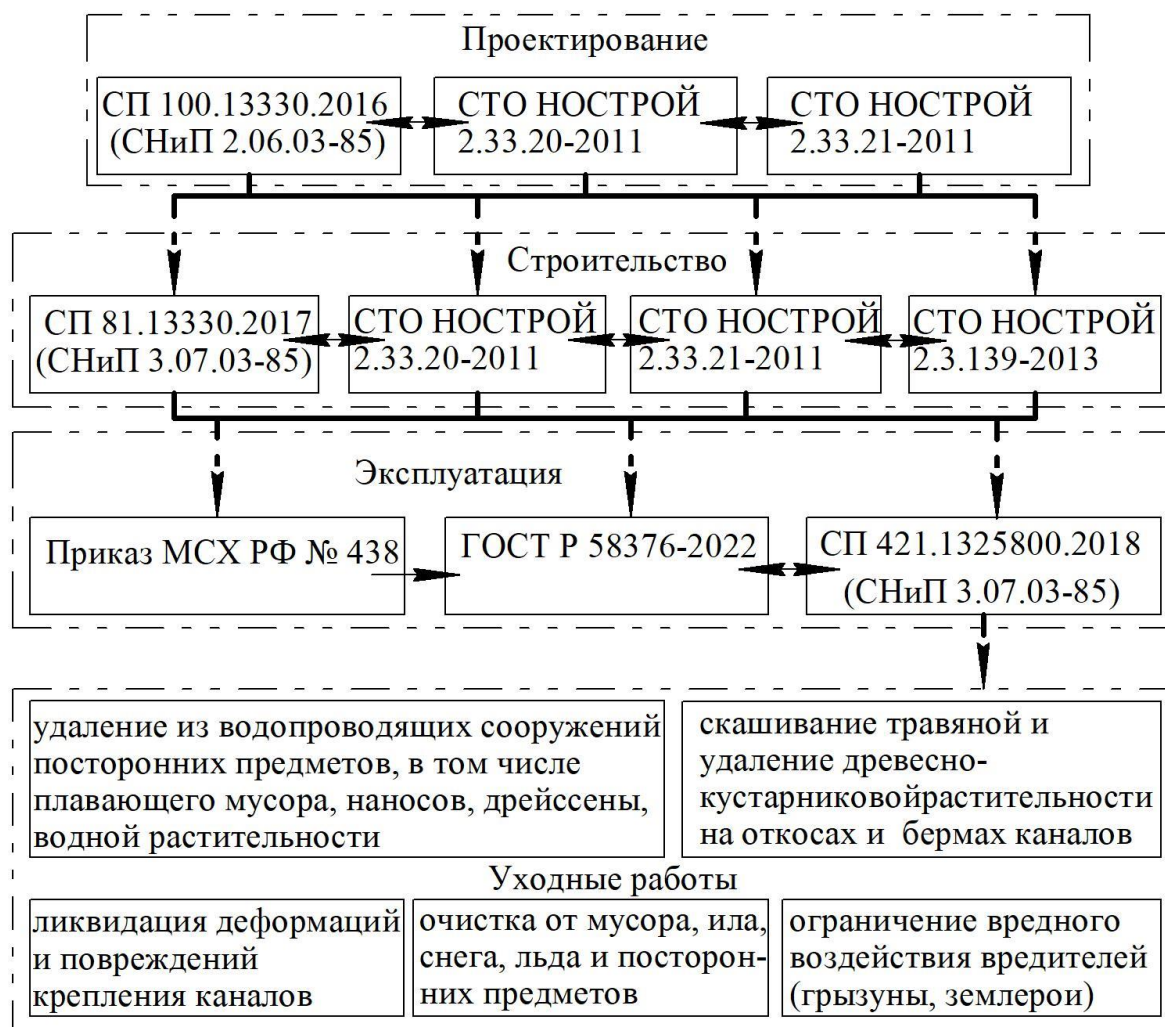 Проектирование
СП 100.13330.2016
(СНиП 2.06.03-85)
СТО НОСТРОЙ
2.33.20-2011
СТО НОСТРОЙ
2.33.21-2011
Строительство
СП 81.13330.2017
(СНиП 3.07.03-85)
СТО НОСТРОЙ
2.33.20-2011
СТО НОСТРОЙ
2.33.21-2011
СТО НОСТРОЙ
2.3.139-2013
Эксплуатация
Приказ МСХ РФ № 438
ГОСТ Р 58376-2022
СП 421.1325800.2018
(СНиП 3.07.03-85)
удаление из водопроводящих сооружений
посторонних предметов, в том числе
плавающего мусора, наносов, дрейссены,
водной растительности
скашивание травяной и
удаление древесно-
кустарниковойрастительности
на откосах и бермах каналов
Уходные работы
ликвидация деформаций
и повреждений
крепления каналов
очистка от мусора, ила,
снега, льда и посторон-
них предметов
ограничение вредного
воздействия вредителей
(грызуны, землерои)